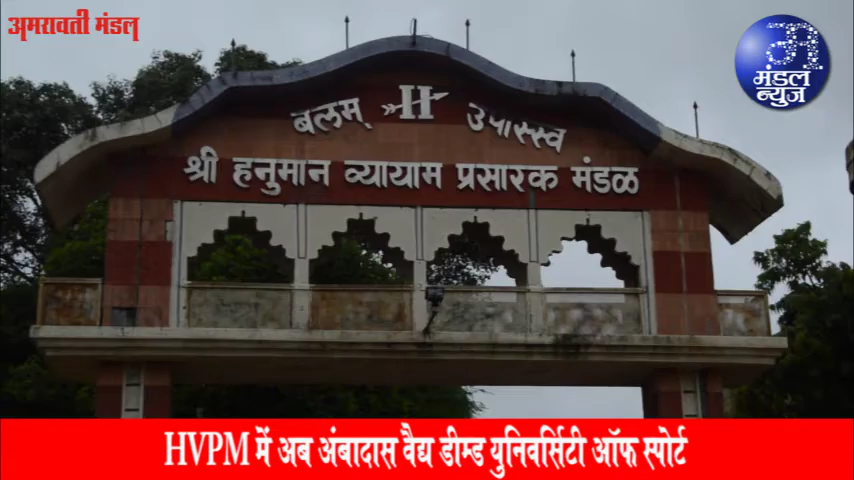 अमरावती मंडल
मंडल
न्यूज
बलम् H उपास्स्व
श्री हनुमान व्यायाम प्रसारक मंडळ
HVPM में अब अंबादास वैद्य डीम्ड युनिवर्सिटी ऑफ स्पोर्ट